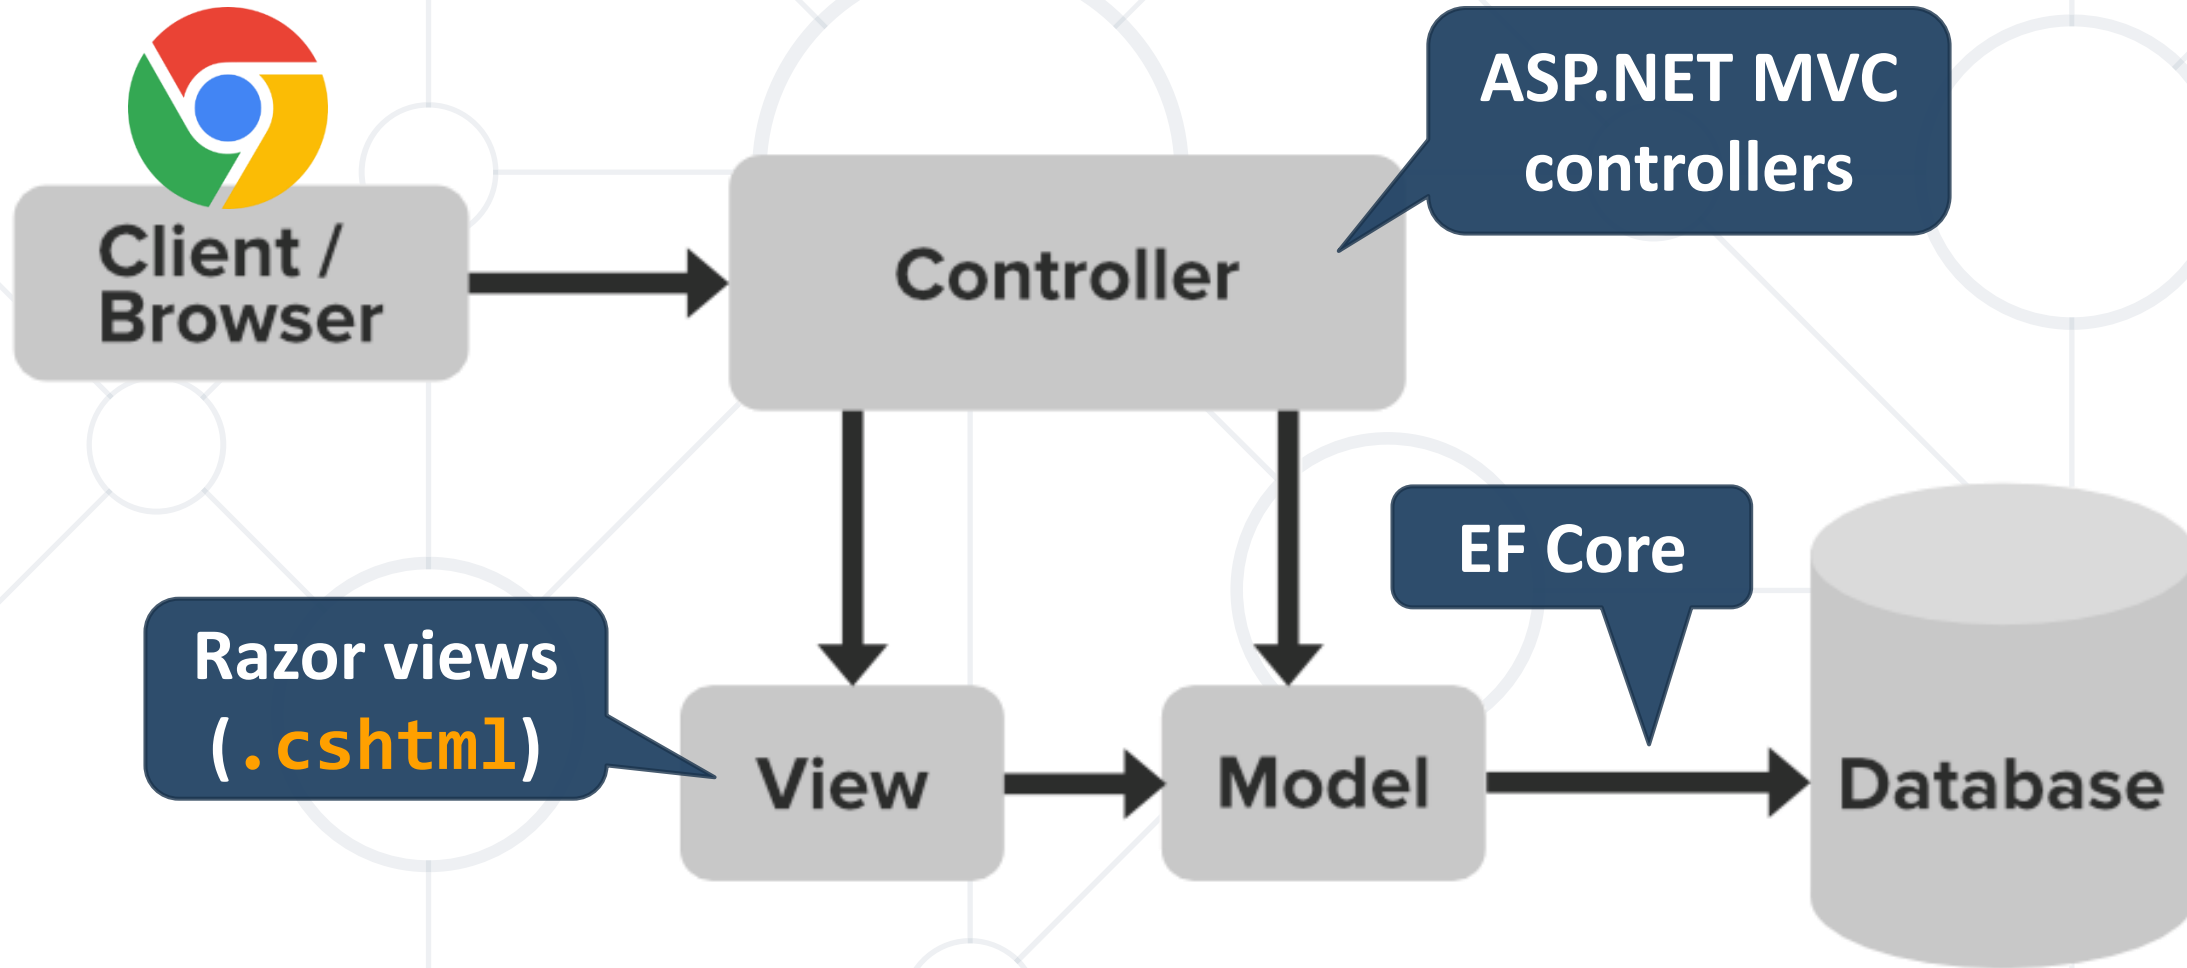 ASP.NET MVC
controllers
Client /
Browser
Controller
EF Core
Razor views
(.cshtml)
View
Model
Database